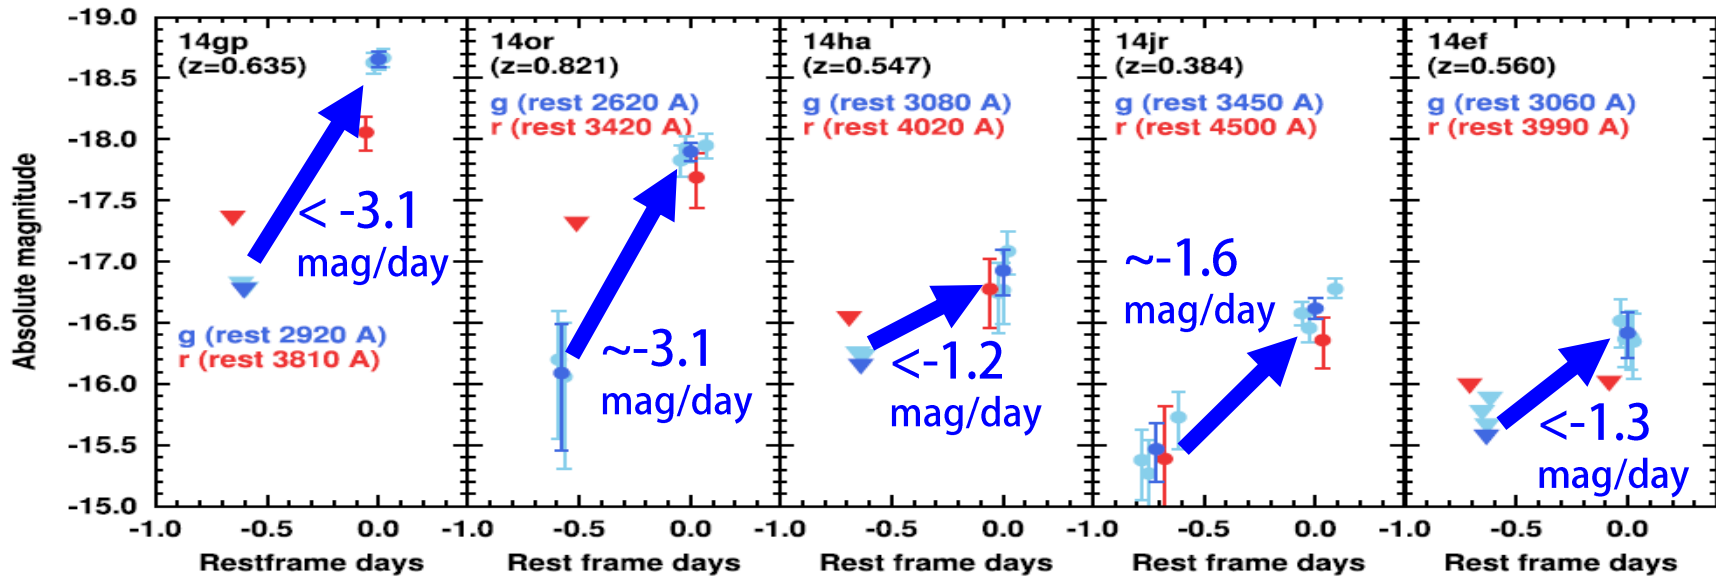 Absolute magnitude
-19.0
-18.5
-18.0
-17.5
-17.0
-16.5
-16.0
-15.5
-15.0
14gp
(z=0.635)
< -3.1
mag/day
g (rest 2920 A)
r (rest 3810 A)
-1.0 -0.5 0.0
Restframe days
14or
(z=0.821)
g (rest 2620 A)
r (rest 3420 A)
~-3.1
mag/day
-1.0 -0.5 0.0
Rest frame days
14ha
(z=0.547)
g (rest 3080 A)
r (rest 4020 A)
<-1.2
mag/day
-1.0 -0.5 0.0
Rest frame days
14jr
(z=0.384)
g (rest 3450 A)
r (rest 4500 A)
~-1.6
mag/day
-1.0 -0.5 0.0
Rest frame days
14ef
(z=0.560)
g (rest 3060 A)
r (rest 3990 A)
<-1.3
mag/day
-1.0 -0.5 0.0
Rest frame days